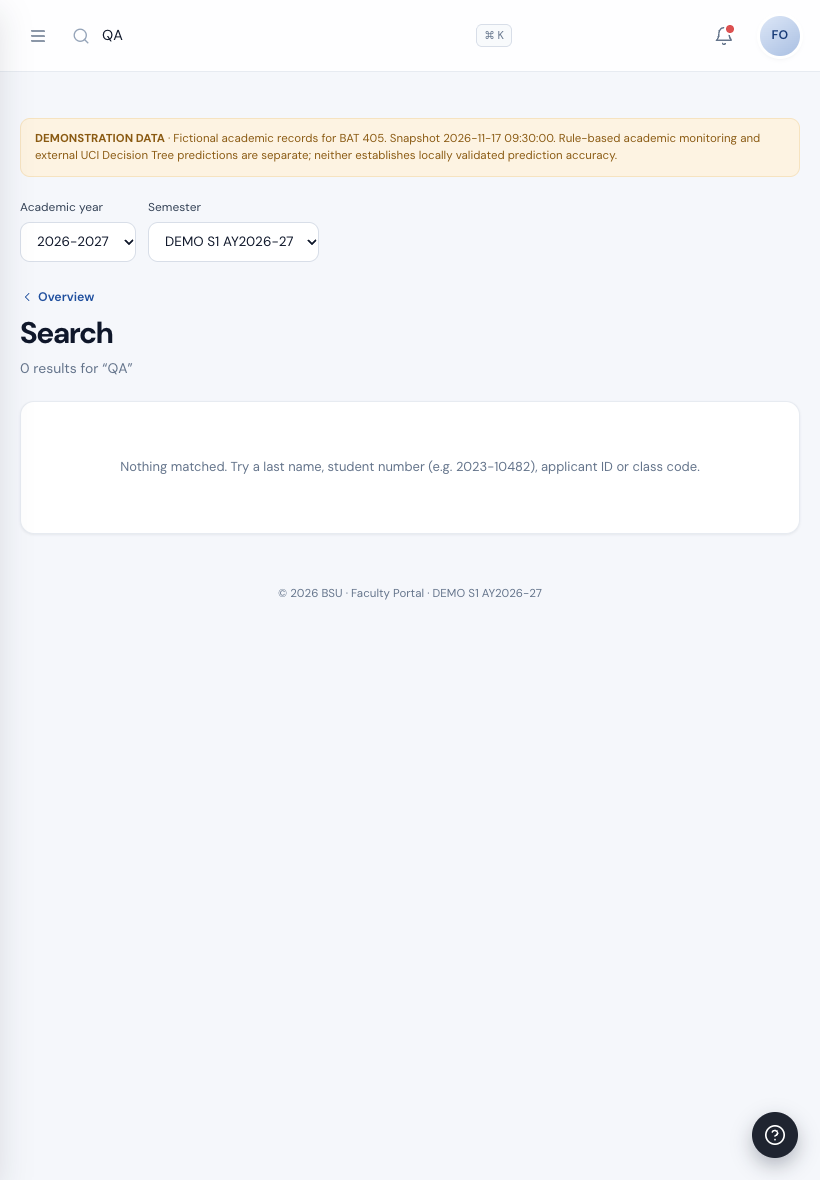 QA
⌘ K
FO
DEMONSTRATION DATA · Fictional academic records for BAT 405. Snapshot 2026-11-17 09:30:00. Rule-based academic monitoring and
external UCI Decision Tree predictions are separate; neither establishes locally validated prediction accuracy.
Academic year
Semester
2026-2027
DEMO S1 AY2026-27
Overview
Search
0 results for “QA”
Nothing matched. Try a last name, student number (e.g. 2023-10482), applicant ID or class code.
© 2026 BSU · Faculty Portal · DEMO S1 AY2026-27